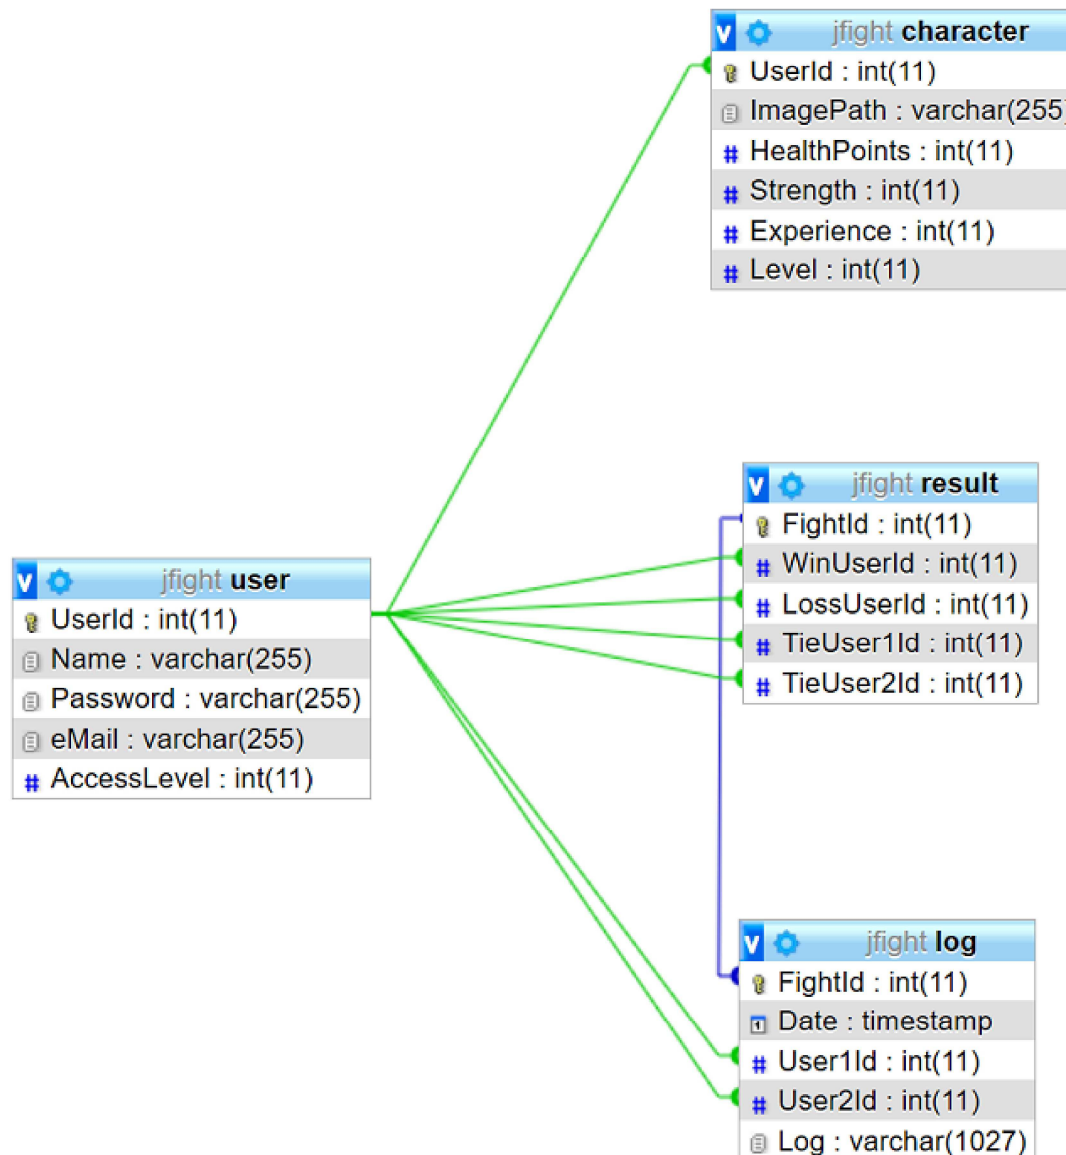 v jfight character
UserId : int(11)
ImagePath : varchar(255)
# HealthPoints : int(11)
# Strength : int(11)
# Experience : int(11)
# Level : int(11)
v jfight result
FightId : int(11)
# WinUserId : int(11)
# LossUserId : int(11)
# TieUser1Id : int(11)
# TieUser2Id : int(11)
v jfight user
UserId : int(11)
Name : varchar(255)
Password : varchar(255)
eMail : varchar(255)
# AccessLevel : int(11)
v jfight log
FightId : int(11)
1 Date : timestamp
# User1Id : int(11)
# User2Id : int(11)
Log : varchar(1027)